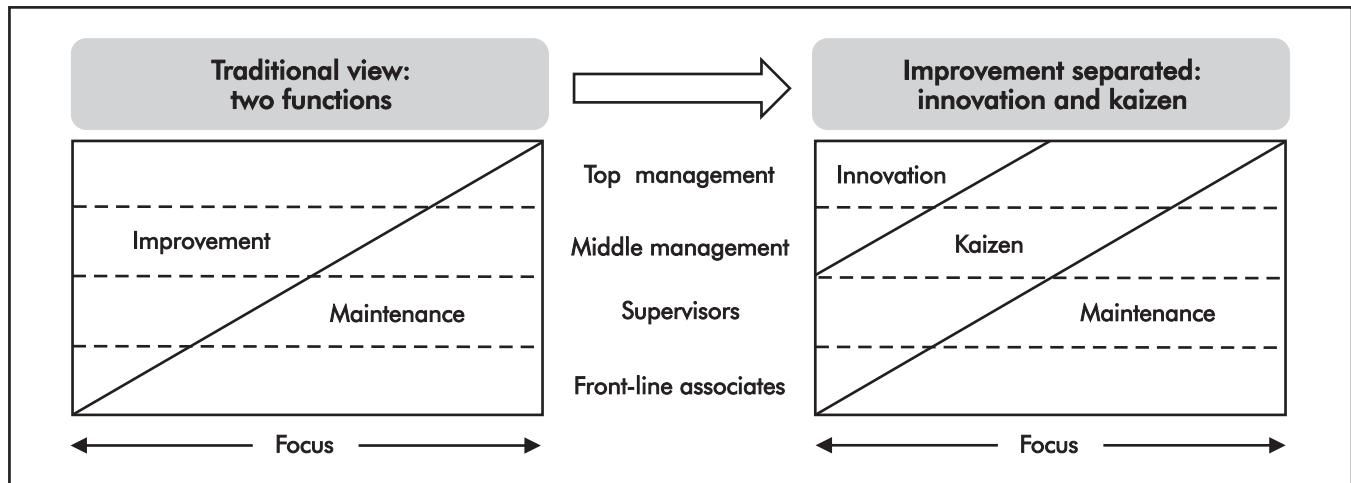 Traditional view:
two functions
Improvement separated:
innovation and kaizen
Improvement
Maintenance
Focus
Top management
Middle management
Supervisors
Front-line associates
Innovation
Kaizen
Maintenance
Focus